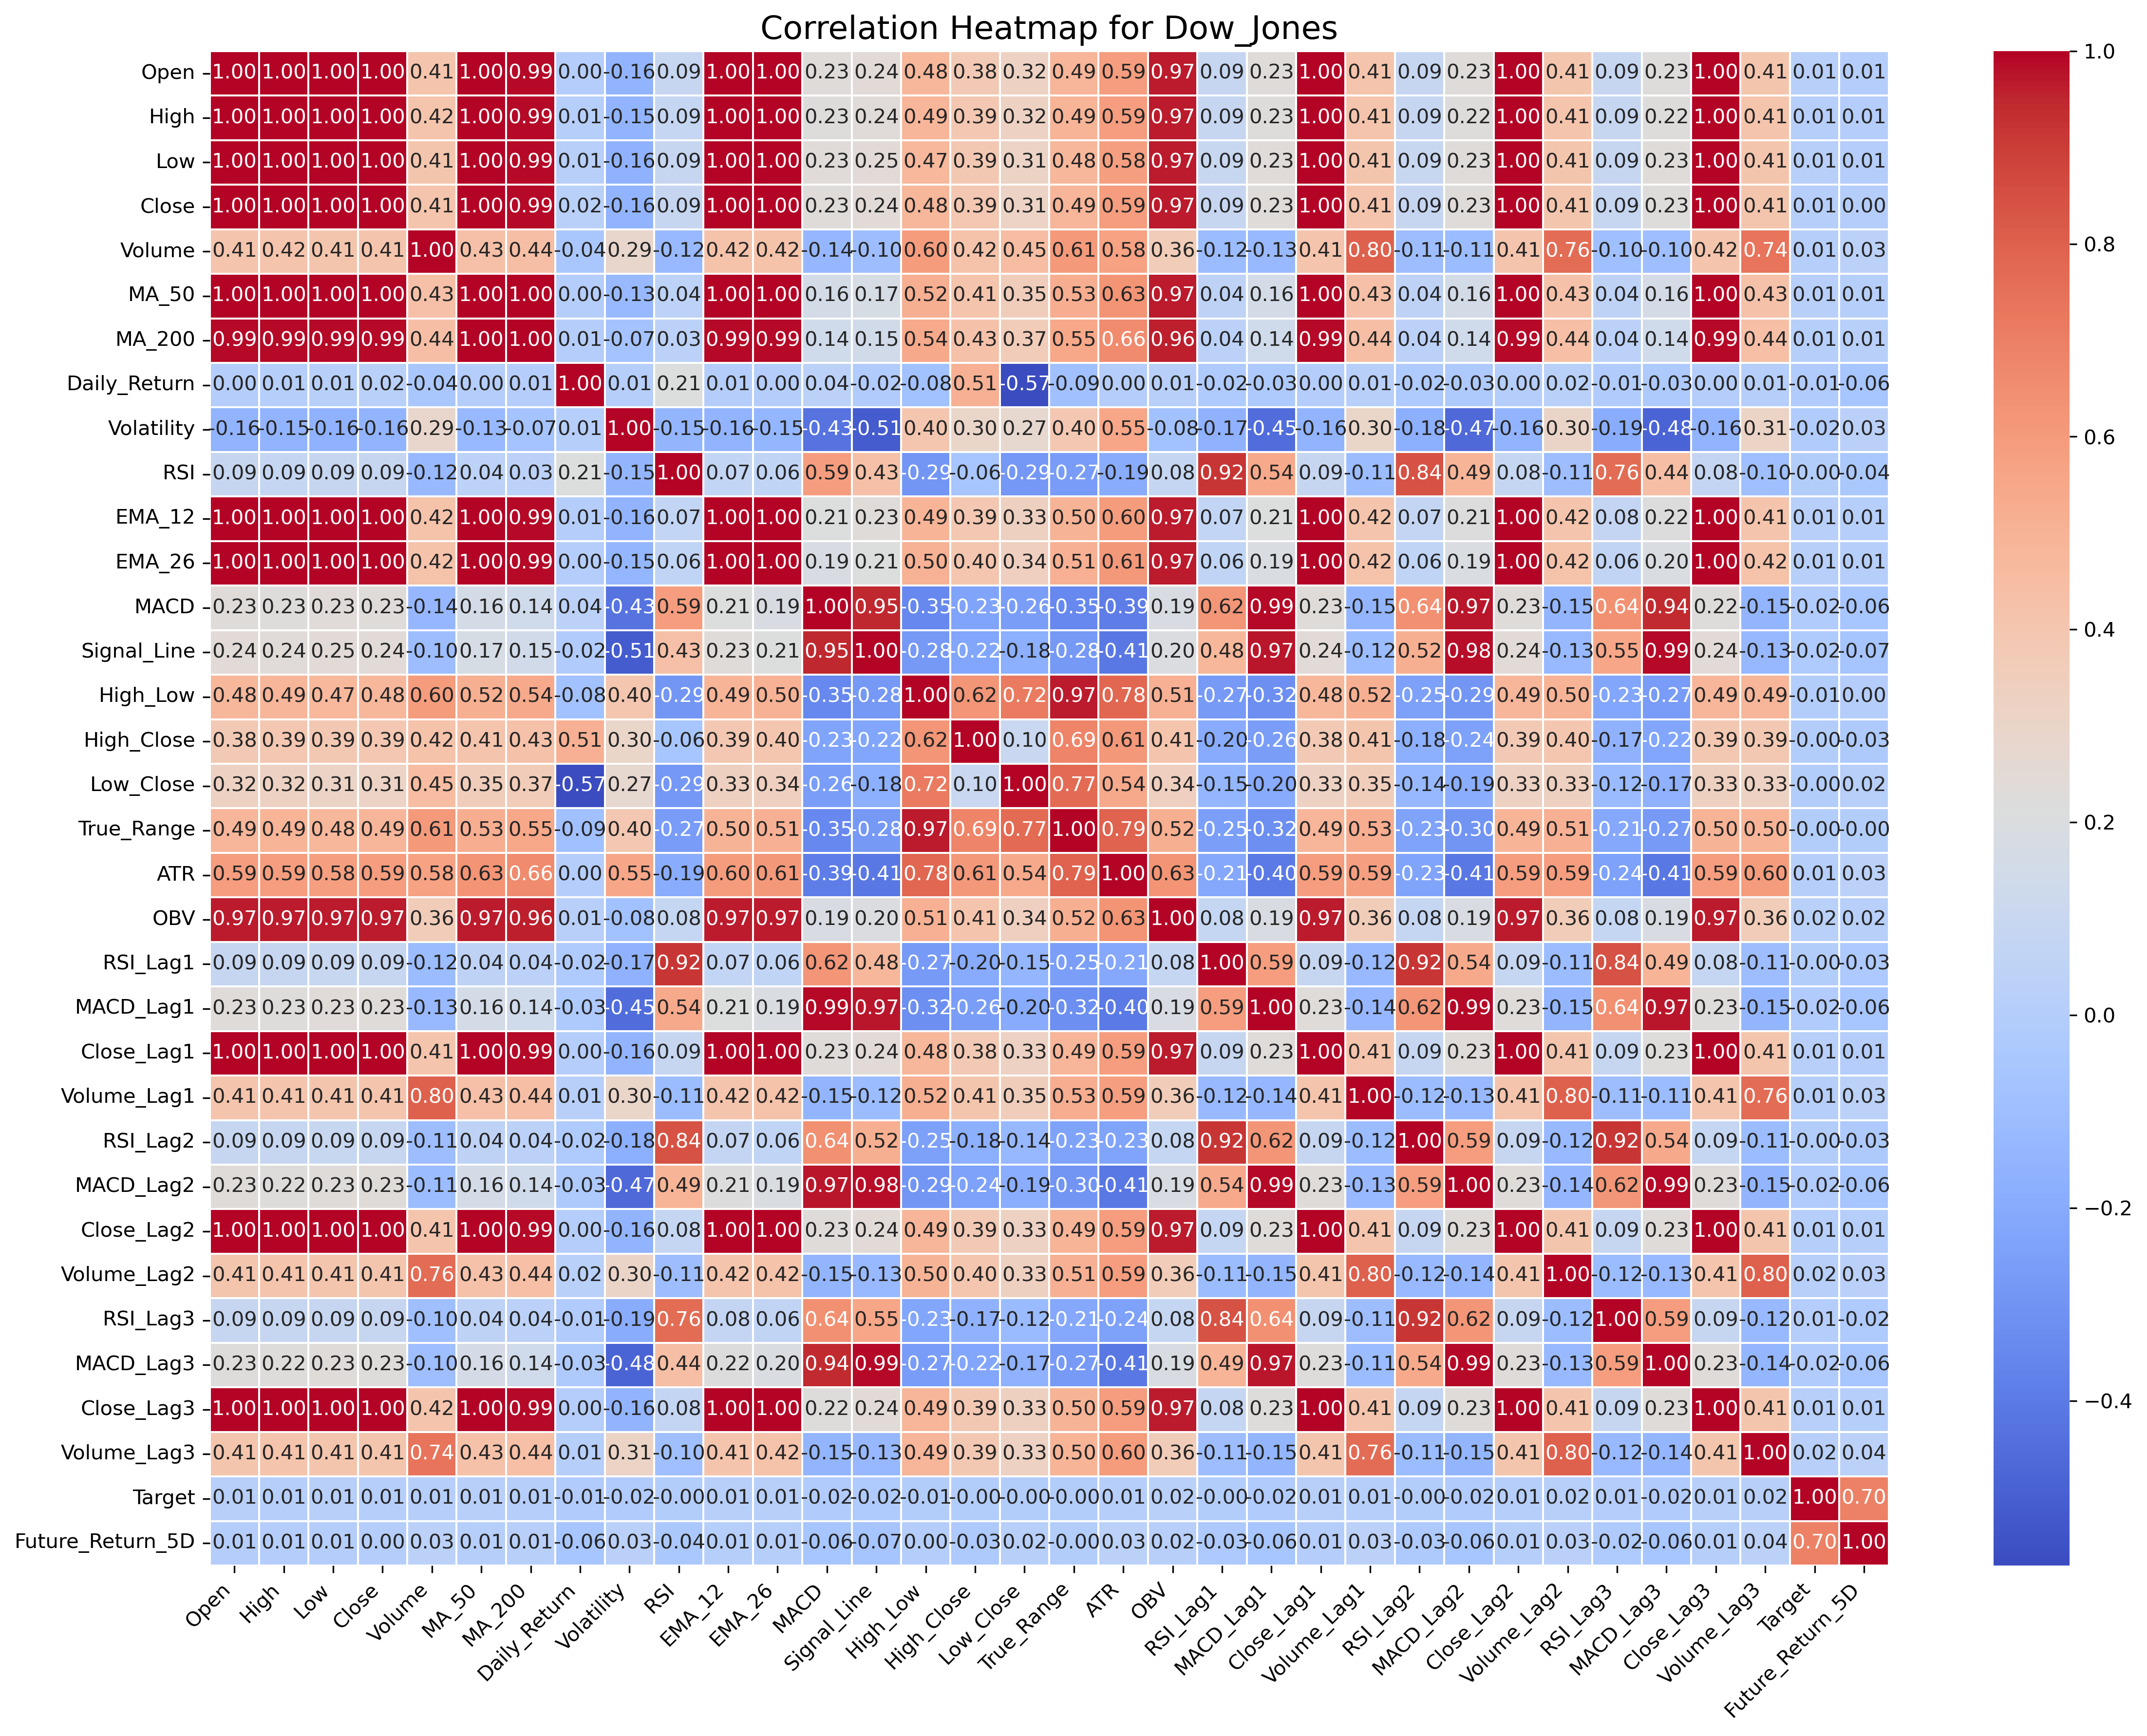 Correlation Heatmap for Dow_Jones
Open 1.00 1.00 1.00 1.00 0.41 1.00 0.99 0.00 -0.16 0.09 1.00 1.00 0.23 0.24 0.48 0.38 0.32 0.49 0.59 0.97 0.09 0.23 1.00 0.41 0.09 0.23 1.00 0.41 0.09 0.23 1.00 0.41 0.01 0.01
High 1.00 1.00 1.00 1.00 0.42 1.00 0.99 0.01 -0.15 0.09 1.00 1.00 0.23 0.24 0.49 0.39 0.32 0.49 0.59 0.97 0.09 0.23 1.00 0.41 0.09 0.22 1.00 0.41 0.09 0.22 1.00 0.41 0.01 0.01
Low 1.00 1.00 1.00 1.00 0.41 1.00 0.99 0.01 -0.16 0.09 1.00 1.00 0.23 0.25 0.47 0.39 0.31 0.48 0.58 0.97 0.09 0.23 1.00 0.41 0.09 0.23 1.00 0.41 0.09 0.23 1.00 0.41 0.01 0.01
Close 1.00 1.00 1.00 1.00 0.41 1.00 0.99 0.02 -0.16 0.09 1.00 1.00 0.23 0.24 0.48 0.39 0.31 0.49 0.59 0.97 0.09 0.23 1.00 0.41 0.09 0.23 1.00 0.41 0.09 0.23 1.00 0.41 0.01 0.00
Volume 0.41 0.42 0.41 0.41 1.00 0.43 0.44 -0.04 0.29 -0.12 0.42 0.42 -0.14 -0.10 0.60 0.42 0.45 0.61 0.58 0.36 -0.12 -0.13 0.41 0.80 -0.11 -0.11 0.41 0.76 -0.10 -0.10 0.42 0.74 0.01 0.03
MA_50 1.00 1.00 1.00 1.00 0.43 1.00 1.00 0.00 -0.13 0.04 1.00 1.00 0.16 0.17 0.52 0.41 0.35 0.53 0.63 0.97 0.04 0.16 1.00 0.43 0.04 0.16 1.00 0.43 0.04 0.16 1.00 0.43 0.01 0.01
MA_200 0.99 0.99 0.99 0.99 0.44 1.00 1.00 0.01 -0.07 0.03 0.99 0.99 0.14 0.15 0.54 0.43 0.37 0.55 0.66 0.96 0.04 0.14 0.99 0.44 0.04 0.14 0.99 0.44 0.04 0.14 0.99 0.44 0.01 0.01
Daily_Return 0.00 0.01 0.01 0.02 -0.04 0.00 0.01 1.00 0.01 0.21 0.01 0.00 0.04 -0.02 -0.08 0.51 -0.57 -0.09 0.00 0.01 -0.02 -0.03 0.00 0.01 -0.02 -0.03 0.00 0.02 -0.01 -0.03 0.00 0.01 -0.01 -0.06
Volatility -0.16 -0.15 -0.16 -0.16 0.29 -0.13 -0.07 0.01 1.00 -0.15 -0.16 -0.15 -0.43 -0.51 0.40 0.30 0.27 0.40 0.55 -0.08 -0.17 -0.45 -0.16 0.30 -0.18 -0.47 -0.16 0.30 -0.19 -0.48 -0.16 0.31 -0.02 0.03
RSI 0.09 0.09 0.09 0.09 -0.12 0.04 0.03 0.21 -0.15 1.00 0.07 0.06 0.59 0.43 -0.29 -0.06 -0.29 -0.27 -0.19 0.08 0.92 0.54 0.09 -0.11 0.84 0.49 0.08 -0.11 0.76 0.44 0.08 -0.10 -0.00 -0.04
EMA_12 1.00 1.00 1.00 1.00 0.42 1.00 0.99 0.01 -0.16 0.07 1.00 1.00 0.21 0.23 0.49 0.39 0.33 0.50 0.60 0.97 0.07 0.21 1.00 0.42 0.07 0.21 1.00 0.42 0.08 0.22 1.00 0.41 0.01 0.01
EMA_26 1.00 1.00 1.00 1.00 0.42 1.00 0.99 0.00 -0.15 0.06 1.00 1.00 0.19 0.21 0.50 0.40 0.34 0.51 0.61 0.97 0.06 0.19 1.00 0.42 0.06 0.19 1.00 0.42 0.06 0.20 1.00 0.42 0.01 0.01
MACD 0.23 0.23 0.23 0.23 -0.14 0.16 0.14 0.04 -0.43 0.59 0.21 0.19 1.00 0.95 -0.35 -0.23 -0.26 -0.35 -0.39 0.19 0.62 0.99 0.23 -0.15 0.64 0.97 0.23 -0.15 0.64 0.94 0.22 -0.15 -0.02 -0.06
Signal_Line 0.24 0.24 0.25 0.24 -0.10 0.17 0.15 -0.02 -0.51 0.43 0.23 0.21 0.95 1.00 -0.28 -0.22 -0.18 -0.28 -0.41 0.20 0.48 0.97 0.24 -0.12 0.52 0.98 0.24 -0.13 0.55 0.99 0.24 -0.13 -0.02 -0.07
High_Low 0.48 0.49 0.47 0.48 0.60 0.52 0.54 -0.08 0.40 -0.29 0.49 0.50 -0.35 -0.28 1.00 0.62 0.72 0.97 0.78 0.51 -0.27 -0.32 0.48 0.52 -0.25 -0.29 0.49 0.50 -0.23 -0.27 0.49 0.49 -0.01 0.00
High_Close 0.38 0.39 0.39 0.39 0.42 0.41 0.43 0.51 0.30 -0.06 0.39 0.40 -0.23 -0.22 0.62 1.00 0.10 0.69 0.61 0.41 -0.20 -0.26 0.38 0.41 -0.18 -0.24 0.39 0.40 -0.17 -0.22 0.39 0.39 -0.00 -0.03
Low_Close 0.32 0.32 0.31 0.31 0.45 0.35 0.37 -0.57 0.27 -0.29 0.33 0.34 -0.26 -0.18 0.72 0.10 1.00 0.77 0.54 0.34 -0.15 -0.20 0.33 0.35 -0.14 -0.19 0.33 0.33 -0.12 -0.17 0.33 0.33 -0.00 0.02
True_Range 0.49 0.49 0.48 0.49 0.61 0.53 0.55 -0.09 0.40 -0.27 0.50 0.51 -0.35 -0.28 0.97 0.69 0.77 1.00 0.79 0.52 -0.25 -0.32 0.49 0.53 -0.23 -0.30 0.49 0.51 -0.21 -0.27 0.50 0.50 -0.00 -0.00
ATR 0.59 0.59 0.58 0.59 0.58 0.63 0.66 0.00 0.55 -0.19 0.60 0.61 -0.39 -0.41 0.78 0.61 0.54 0.79 1.00 0.63 -0.21 -0.40 0.59 0.59 -0.23 -0.41 0.59 0.59 -0.24 -0.41 0.59 0.60 0.01 0.03
OBV 0.97 0.97 0.97 0.97 0.36 0.97 0.96 0.01 -0.08 0.08 0.97 0.97 0.19 0.20 0.51 0.41 0.34 0.52 0.63 1.00 0.08 0.19 0.97 0.36 0.08 0.19 0.97 0.36 0.08 0.19 0.97 0.36 0.02 0.02
RSI_Lag1 0.09 0.09 0.09 0.09 -0.12 0.04 0.04 -0.02 -0.17 0.92 0.07 0.06 0.62 0.48 -0.27 -0.20 -0.15 -0.25 -0.21 0.08 1.00 0.59 0.09 -0.12 0.92 0.54 0.09 -0.11 0.84 0.49 0.08 -0.11 -0.00 -0.03
MACD_Lag1 0.23 0.23 0.23 0.23 -0.13 0.16 0.14 -0.03 -0.45 0.54 0.21 0.19 0.99 0.97 -0.32 -0.26 -0.20 -0.32 -0.40 0.19 0.59 1.00 0.23 -0.14 0.62 0.99 0.23 -0.15 0.64 0.97 0.23 -0.15 -0.02 -0.06
Close_Lag1 1.00 1.00 1.00 1.00 0.41 1.00 0.99 0.00 -0.16 0.09 1.00 1.00 0.23 0.24 0.48 0.38 0.33 0.49 0.59 0.97 0.09 0.23 1.00 0.41 0.09 0.23 1.00 0.41 0.09 0.23 1.00 0.41 0.01 0.01
Volume_Lag1 0.41 0.41 0.41 0.41 0.80 0.43 0.44 0.01 0.30 -0.11 0.42 0.42 -0.15 -0.12 0.52 0.41 0.35 0.53 0.59 0.36 -0.12 -0.14 0.41 1.00 -0.12 -0.13 0.41 0.80 -0.11 -0.11 0.41 0.76 0.01 0.03
RSI_Lag2 0.09 0.09 0.09 0.09 -0.11 0.04 0.04 -0.02 -0.18 0.84 0.07 0.06 0.64 0.52 -0.25 -0.18 -0.14 -0.23 -0.23 0.08 0.92 0.62 0.09 -0.12 1.00 0.59 0.09 -0.12 0.92 0.54 0.09 -0.11 -0.00 -0.03
MACD_Lag2 0.23 0.22 0.23 0.23 -0.11 0.16 0.14 -0.03 -0.47 0.49 0.21 0.19 0.97 0.98 -0.29 -0.24 -0.19 -0.30 -0.41 0.19 0.54 0.99 0.23 -0.13 0.59 1.00 0.23 -0.14 0.62 0.99 0.23 -0.15 -0.02 -0.06
Close_Lag2 1.00 1.00 1.00 1.00 0.41 1.00 0.99 0.00 -0.16 0.08 1.00 1.00 0.23 0.24 0.49 0.39 0.33 0.49 0.59 0.97 0.09 0.23 1.00 0.41 0.09 0.23 1.00 0.41 0.09 0.23 1.00 0.41 0.01 0.01
Volume_Lag2 0.41 0.41 0.41 0.41 0.76 0.43 0.44 0.02 0.30 -0.11 0.42 0.42 -0.15 -0.13 0.50 0.40 0.33 0.51 0.59 0.36 -0.11 -0.15 0.41 0.80 -0.12 -0.14 0.41 1.00 -0.12 -0.13 0.41 0.80 0.02 0.03
RSI_Lag3 0.09 0.09 0.09 0.09 -0.10 0.04 0.04 -0.01 -0.19 0.76 0.08 0.06 0.64 0.55 -0.23 -0.17 -0.12 -0.21 -0.24 0.08 0.84 0.64 0.09 -0.11 0.92 0.62 0.09 -0.12 1.00 0.59 0.09 -0.12 0.01 -0.02
MACD_Lag3 0.23 0.22 0.23 0.23 -0.10 0.16 0.14 -0.03 -0.48 0.44 0.22 0.20 0.94 0.99 -0.27 -0.22 -0.17 -0.27 -0.41 0.19 0.49 0.97 0.23 -0.11 0.54 0.99 0.23 -0.13 0.59 1.00 0.23 -0.14 -0.02 -0.06
Close_Lag3 1.00 1.00 1.00 1.00 0.42 1.00 0.99 0.00 -0.16 0.08 1.00 1.00 0.22 0.24 0.49 0.39 0.33 0.50 0.59 0.97 0.08 0.23 1.00 0.41 0.09 0.23 1.00 0.41 0.09 0.23 1.00 0.41 0.01 0.01
Volume_Lag3 0.41 0.41 0.41 0.41 0.74 0.43 0.44 0.01 0.31 -0.10 0.41 0.42 -0.15 -0.13 0.49 0.39 0.33 0.50 0.60 0.36 -0.11 -0.15 0.41 0.76 -0.11 -0.15 0.41 0.80 -0.12 -0.14 0.41 1.00 0.02 0.04
Target 0.01 0.01 0.01 0.01 0.01 0.01 0.01 -0.01 -0.02 -0.00 0.01 0.01 -0.02 -0.02 -0.01 -0.00 -0.00 -0.00 0.01 0.02 -0.00 -0.02 0.01 0.01 -0.00 -0.02 0.01 0.02 0.01 -0.02 0.01 0.02 1.00 0.70
Future_Return_5D 0.01 0.01 0.01 0.00 0.03 0.01 0.01 -0.06 0.03 -0.04 0.01 0.01 -0.06 -0.07 0.00 -0.03 0.02 -0.00 0.03 0.02 -0.03 -0.06 0.01 0.03 -0.03 -0.06 0.01 0.03 -0.02 -0.06 0.01 0.04 0.70 1.00
Open High Low Close Volume MA_50 MA_200 Daily_Return Volatility RSI EMA_12 EMA_26 MACD Signal_Line High_Low High_Close Low_Close True_Range ATR OBV RSI_Lag1 MACD_Lag1 Close_Lag1 Volume_Lag1 RSI_Lag2 MACD_Lag2 Close_Lag2 Volume_Lag2 RSI_Lag3 MACD_Lag3 Close_Lag3 Volume_Lag3 Target Future_Return_5D
1.0
0.8
0.6
0.4
0.2
0.0
−0.2
−0.4